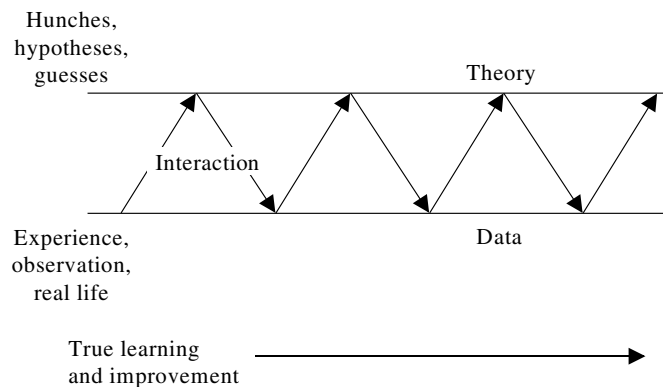 Hunches,
hypotheses,
guesses
Theory
Interaction
Experience,
observation,
real life
Data
True learning
and improvement